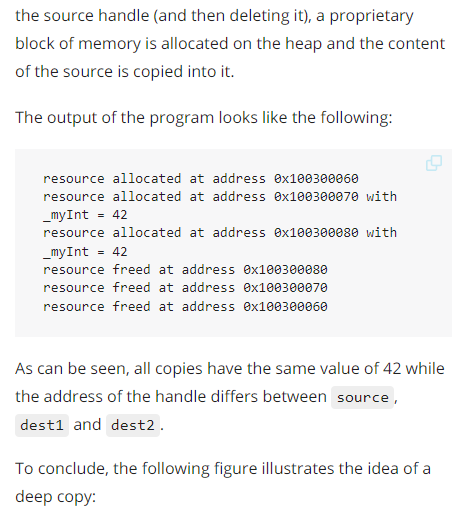 the source handle (and then deleting it), a proprietary
block of memory is allocated on the heap and the content
of the source is copied into it.
The output of the program looks like the following:
resource allocated at address 0x100300060
resource allocated at address 0x100300070 with
_myInt = 42
resource allocated at address 0x100300080 with
_myInt = 42
resource freed at address 0x100300080
resource freed at address 0x100300070
resource freed at address 0x100300060
As can be seen, all copies have the same value of 42 while
the address of the handle differs between source ,
dest1 and dest2 .
To conclude, the following figure illustrates the idea of a
deep copy: